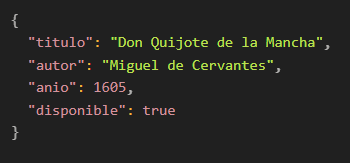 {
  "titulo": "Don Quijote de la Mancha",
  "autor": "Miguel de Cervantes",
  "anio": 1605,
  "disponible": true
}